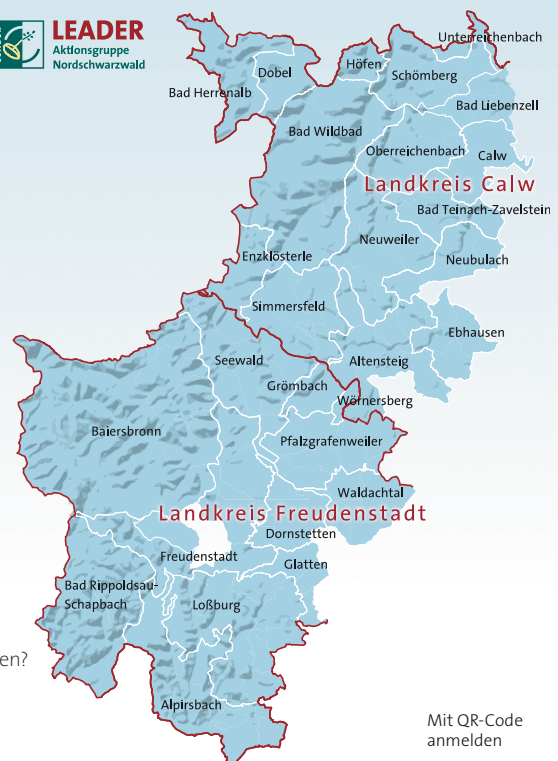 LEADER
Aktionsgruppe
Nordschwarzwald
Unterreichenbach
Höfen
Dobel
Schömberg
Bad Herrenalb
Bad Liebenzell
Bad Wildbad
Oberreichenbach
Calw
Landkreis Calw
Bad Teinach-Zavelstein
Neuweiler
Enzklösterle
Neubulach
Simmersfeld
Ebhausen
Seewald
Altensteig
Grömbach
Wörnersberg
Baiersbronn
Pfalzgrafenweiler
Waldachtal
Landkreis Freudenstadt
Dornstetten
Freudenstadt
Glatten
Bad Rippoldsau-
Schapbach
Loßburg
en?
Alpirsbach
Mit QR-Code
anmelden